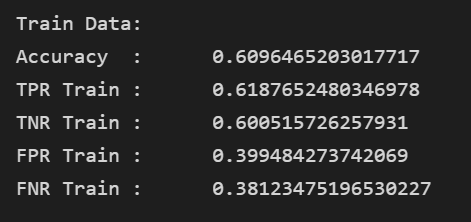 Train Data:
Accuracy  :      0.6096465203017717
TPR Train :      0.6187652480346978
TNR Train :      0.600515726257931
FPR Train :      0.399484273742069
FNR Train :      0.38123475196530227